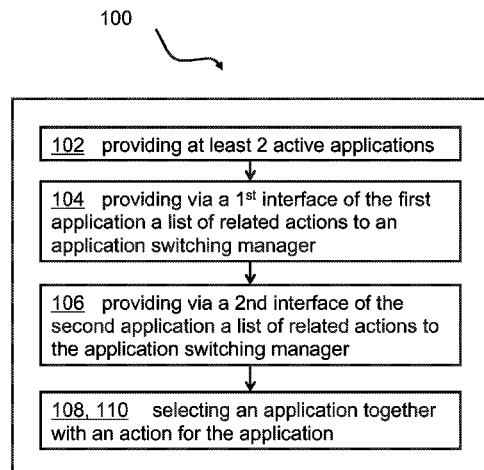 100
102 providing at least 2 active applications
104 providing via a 1st interface of the first
application a list of related actions to an
application switching manager
106 providing via a 2nd interface of the
second application a list of related actions to
the application switching manager
108, 110 selecting an application together
with an action for the application